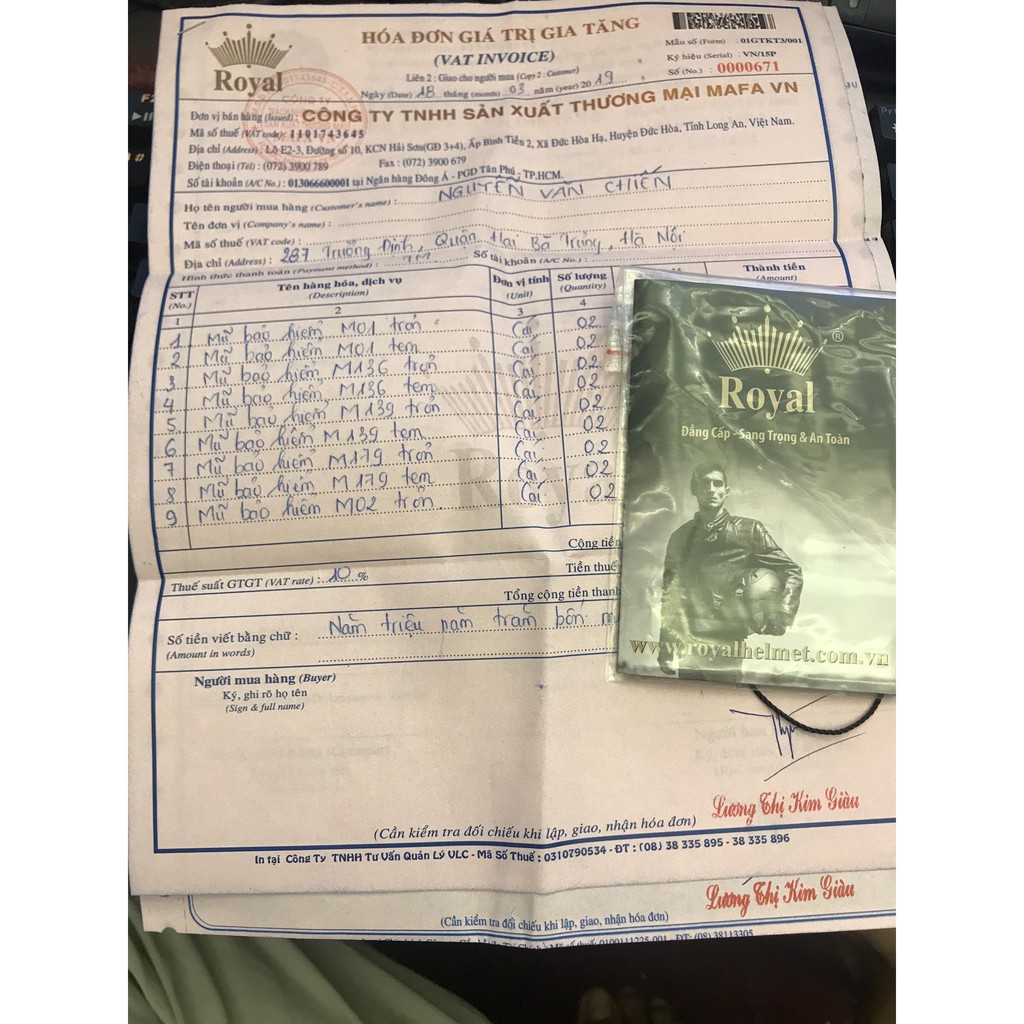 Royal
HÓA ĐƠN GIÁ TRỊ GIA TĂNG
(VAT INVOICE)
Liên 2 : Giao cho người mua (Copy 2 : Customer)
Ngày (Date) 18 tháng (month) 03 năm (year) 2019
Mẫu số (Form) : 01GTKT3/001
Ký hiệu (Serial) : VN/15P
Số (No.) : 0000671
Đơn vị bán hàng (Issued) : CÔNG TY TNHH SẢN XUẤT THƯƠNG MẠI MAFA VN
Mã số thuế (VAT code) : 1101743645
Địa chỉ (Address) : Lô E2-3, Đường số 10, KCN Hải Sơn(GĐ 3+4), Ấp Bình Tiền 2, Xã Đức Hòa Hạ, Huyện Đức Hòa, Tỉnh Long An, Việt Nam.
Điện thoại (Tel) : (072) 3900 789 Fax : (072) 3900 679
Số tài khoản (A/C No.) : 013066600001 tại Ngân hàng Đông Á - PGD Tân Phú , TP.HCM.
Họ tên người mua hàng (Customer's name) : NGUYỄN VĂN CHIẾN
Tên đơn vị (Company's name) :
Mã số thuế (VAT code) :
Địa chỉ (Address) : 287 Trương Định, Quận Hai Bà Trưng, Hà Nội
Hình thức thanh toán (Payment method) : TM Số tài khoản (A/C No.) :
STT (No.) Tên hàng hóa, dịch vụ (Description) Đơn vị tính (Unit) Số lượng (Quantity) Thành tiền (Amount)
1 2 3 4
1 Mũ bảo hiểm M01 trơn Cái 02
2 Mũ bảo hiểm M01 tem Cái 02
3 Mũ bảo hiểm M136 trơn Cái 02
4 Mũ bảo hiểm M136 tem Cái 02
5 Mũ bảo hiểm M139 trơn Cái 02
6 Mũ bảo hiểm M139 tem Cái 02
7 Mũ bảo hiểm M179 trơn Cái 02
8 Mũ bảo hiểm M179 tem Cái 02
9 Mũ bảo hiểm M02 trơn Cái 02
Cộng tiền
Thuế suất GTGT (VAT rate) : 10 % Tiền thuế
Tổng cộng tiền thanh
Số tiền viết bằng chữ : Năm triệu năm trăm bốn
(Amount in words)
Người mua hàng (Buyer)
Ký, ghi rõ họ tên
(Sign & full name)
Royal
Đẳng Cấp - Sang Trọng & An Toàn
www.royalhelmet.com.vn
Lương Thị Kim Giàu
(Cần kiểm tra đối chiếu khi lập, giao, nhận hóa đơn)
In tại Công Ty TNHH Tư Vấn Quản Lý VLC - Mã Số Thuế : 0310790534 - ĐT : (08) 38 335 895 - 38 335 896
Lương Thị Kim Giàu
(Cần kiểm tra đối chiếu khi lập, giao, nhận hóa đơn)